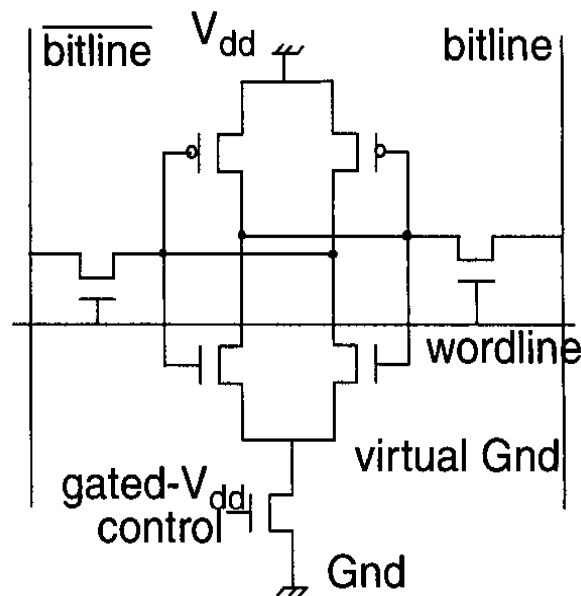 bitline
Vdd
bitline
wordline
virtual Gnd
gated-Vdd
control
Gnd